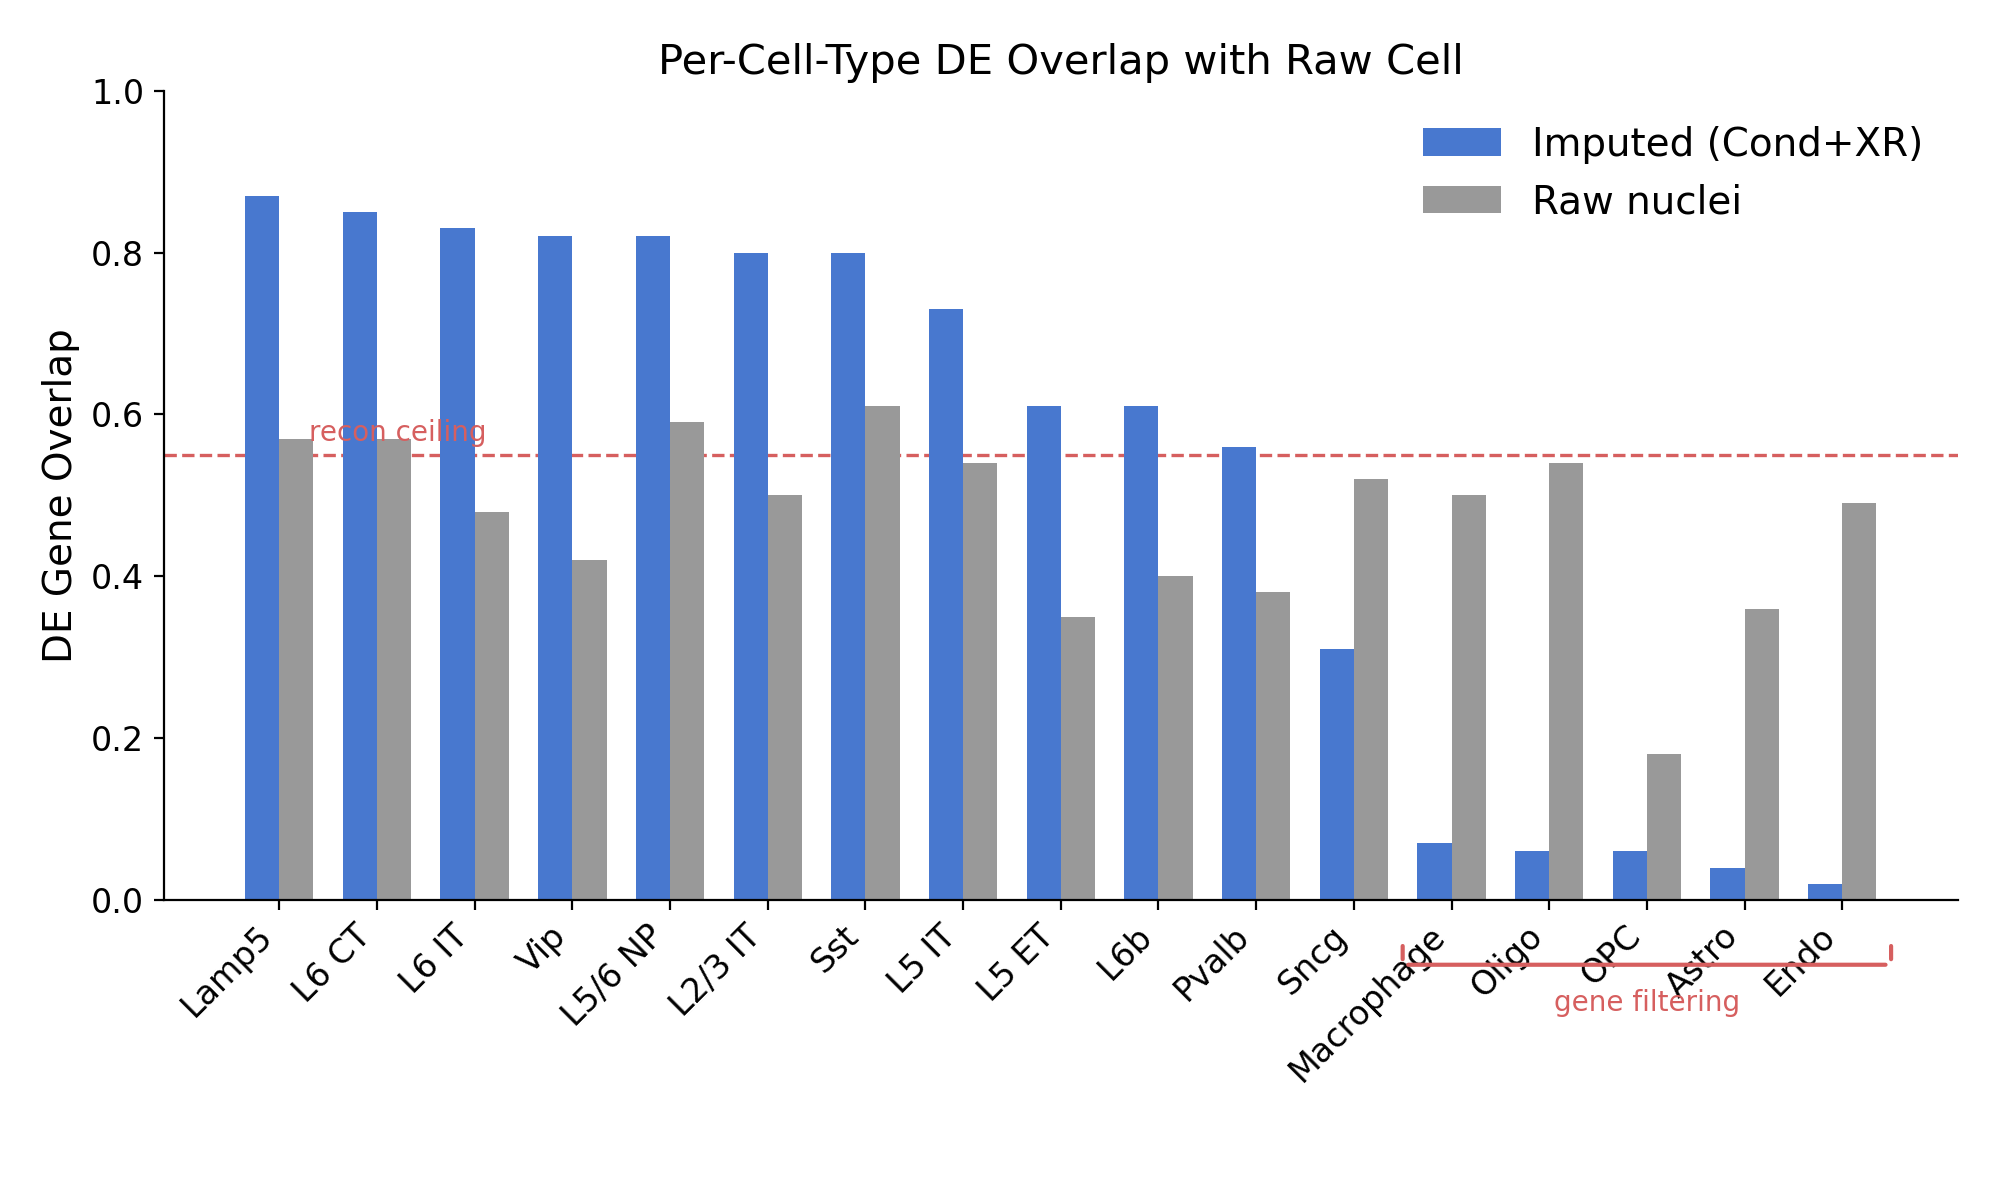 Per-Cell-Type DE Overlap with Raw Cell
1.0
0.8
0.6
0.4
0.2
0.0
DE Gene Overlap
Imputed (Cond+XR)
Raw nuclei
recon ceiling
Lamp5
L6 CT
L6 IT
Vip
L5/6 NP
L2/3 IT
Sst
L5 IT
L5 ET
L6b
Pvalb
Sncg
Macrophage
Oligo
OPC
Astro
Endo
gene filtering